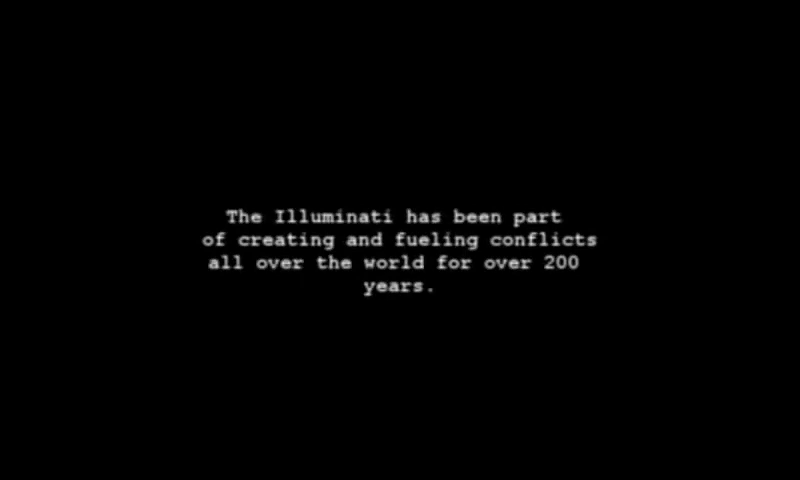 The Illuminati has been part
of creating and fueling conflicts
all over the world for over 200
years.